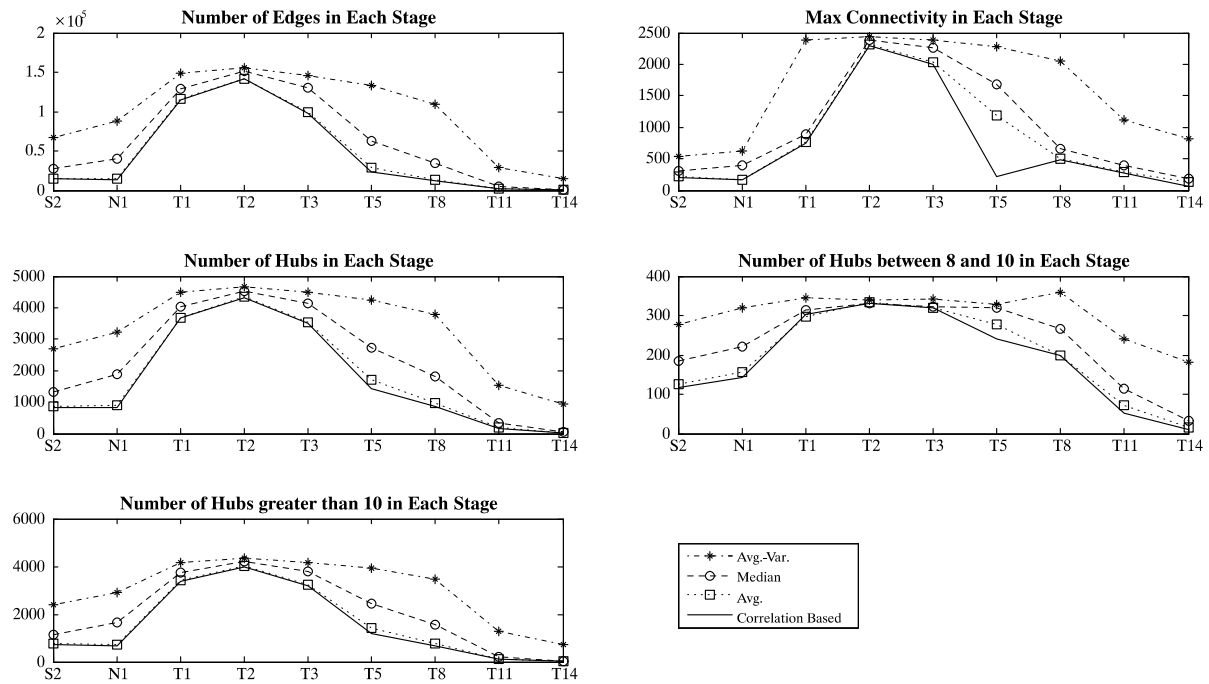 Number of Edges in Each Stage
×10⁵
2
1.5
1
0.5
0
S2 N1 T1 T2 T3 T5 T8 T11 T14
Max Connectivity in Each Stage
2500
2000
1500
1000
500
0
S2 N1 T1 T2 T3 T5 T8 T11 T14
Number of Hubs in Each Stage
5000
4000
3000
2000
1000
0
S2 N1 T1 T2 T3 T5 T8 T11 T14
Number of Hubs between 8 and 10 in Each Stage
400
300
200
100
0
S2 N1 T1 T2 T3 T5 T8 T11 T14
Number of Hubs greater than 10 in Each Stage
6000
4000
2000
0
S2 N1 T1 T2 T3 T5 T8 T11 T14
Avg.-Var.
Median
Avg.
Correlation Based